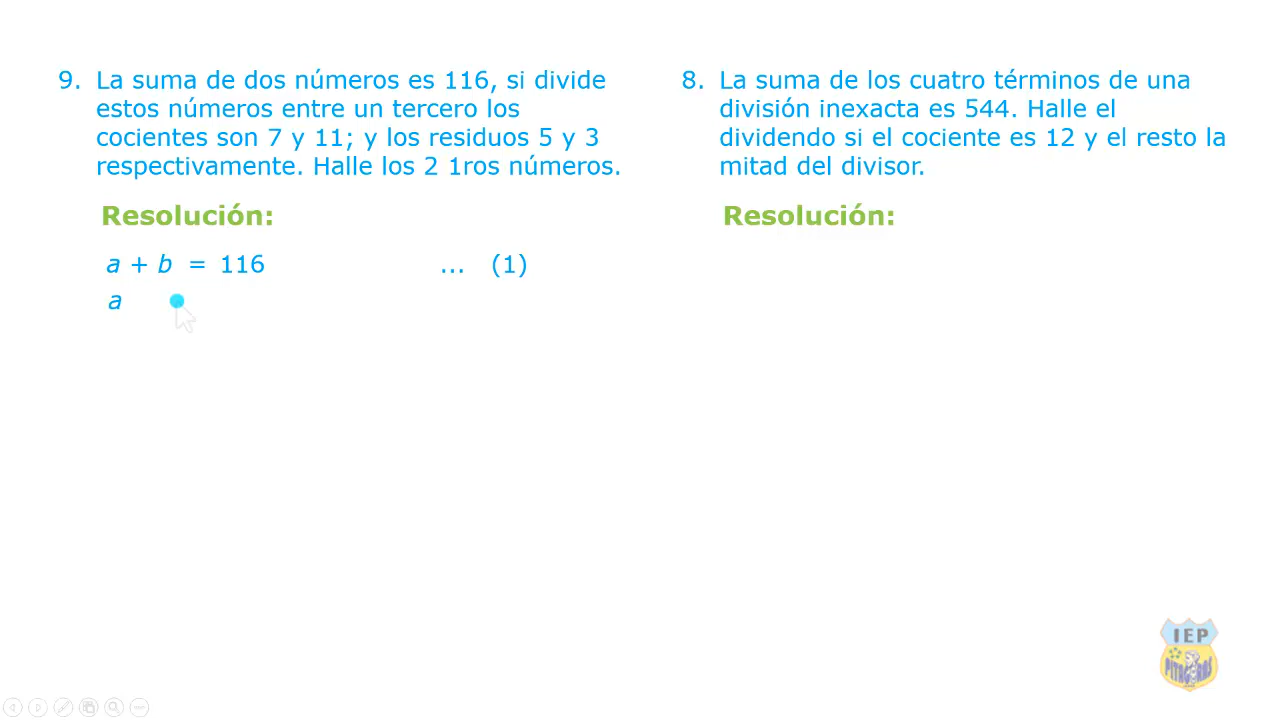 9. La suma de dos números es 116, si divide
estos números entre un tercero los
cocientes son 7 y 11; y los residuos 5 y 3
respectivamente. Halle los 2 1ros números.
Resolución:
a + b = 116 ... (1)
a
8. La suma de los cuatro términos de una
división inexacta es 544. Halle el
dividendo si el cociente es 12 y el resto la
mitad del divisor.
Resolución:
IEP
PITAGORAS